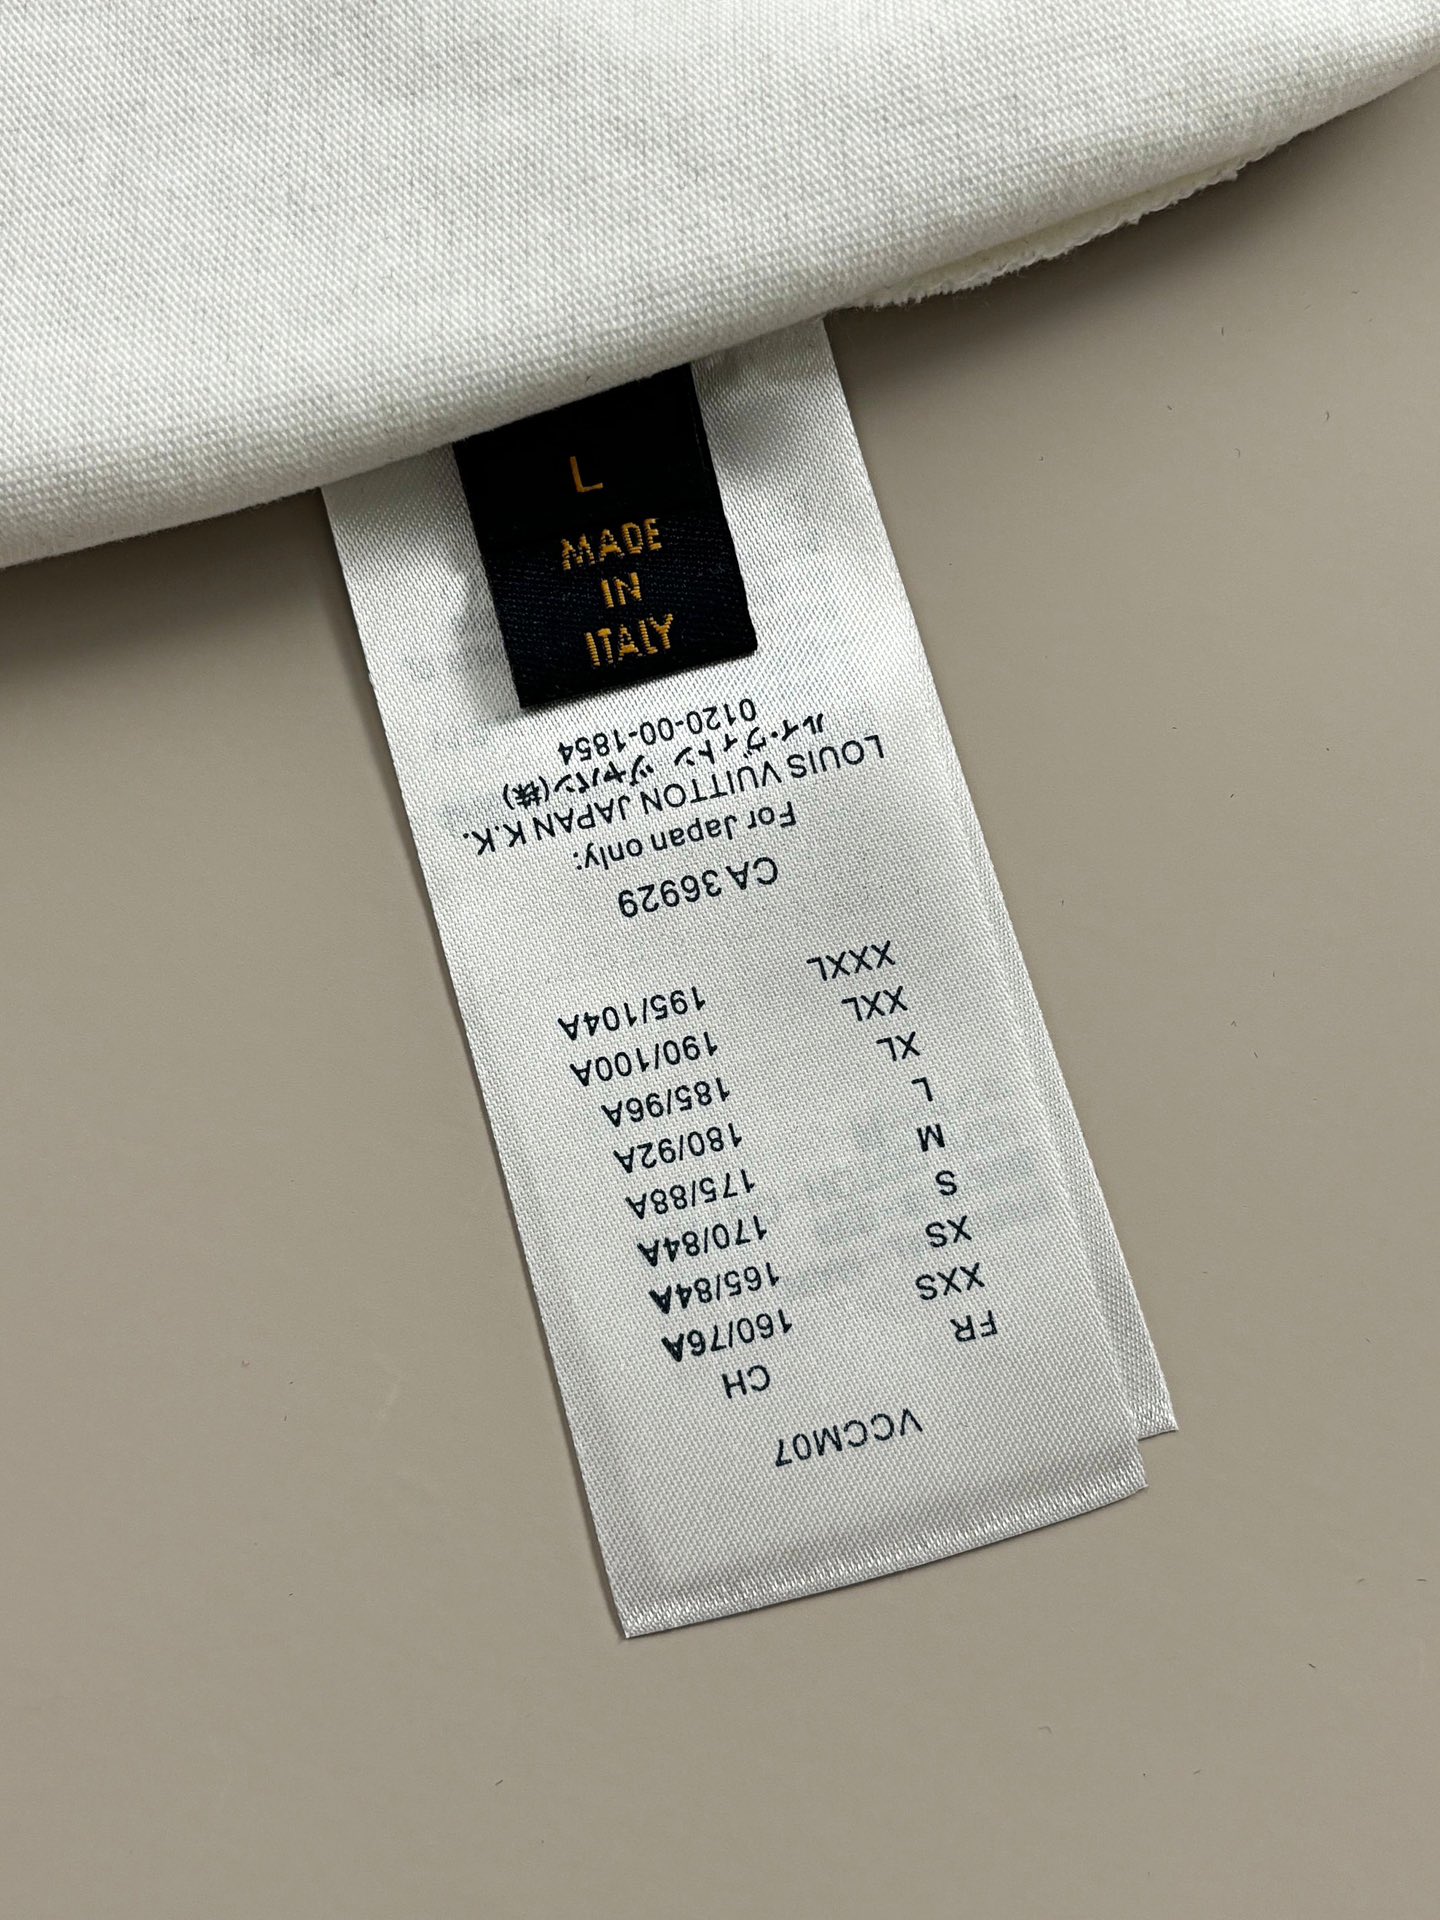 L
MADE
IN
ITALY
VCCM07
FR CH
XXS 160/76A
XS 165/84A
S 170/84A
M 175/88A
L 180/92A
XL 185/96A
XXL 190/100A
XXXL 195/104A
CA 36929
For Japan only:
LOUIS VUITTON JAPAN K.K.
ルイ・ヴィトン ジャパン(株)
0120-00-1854